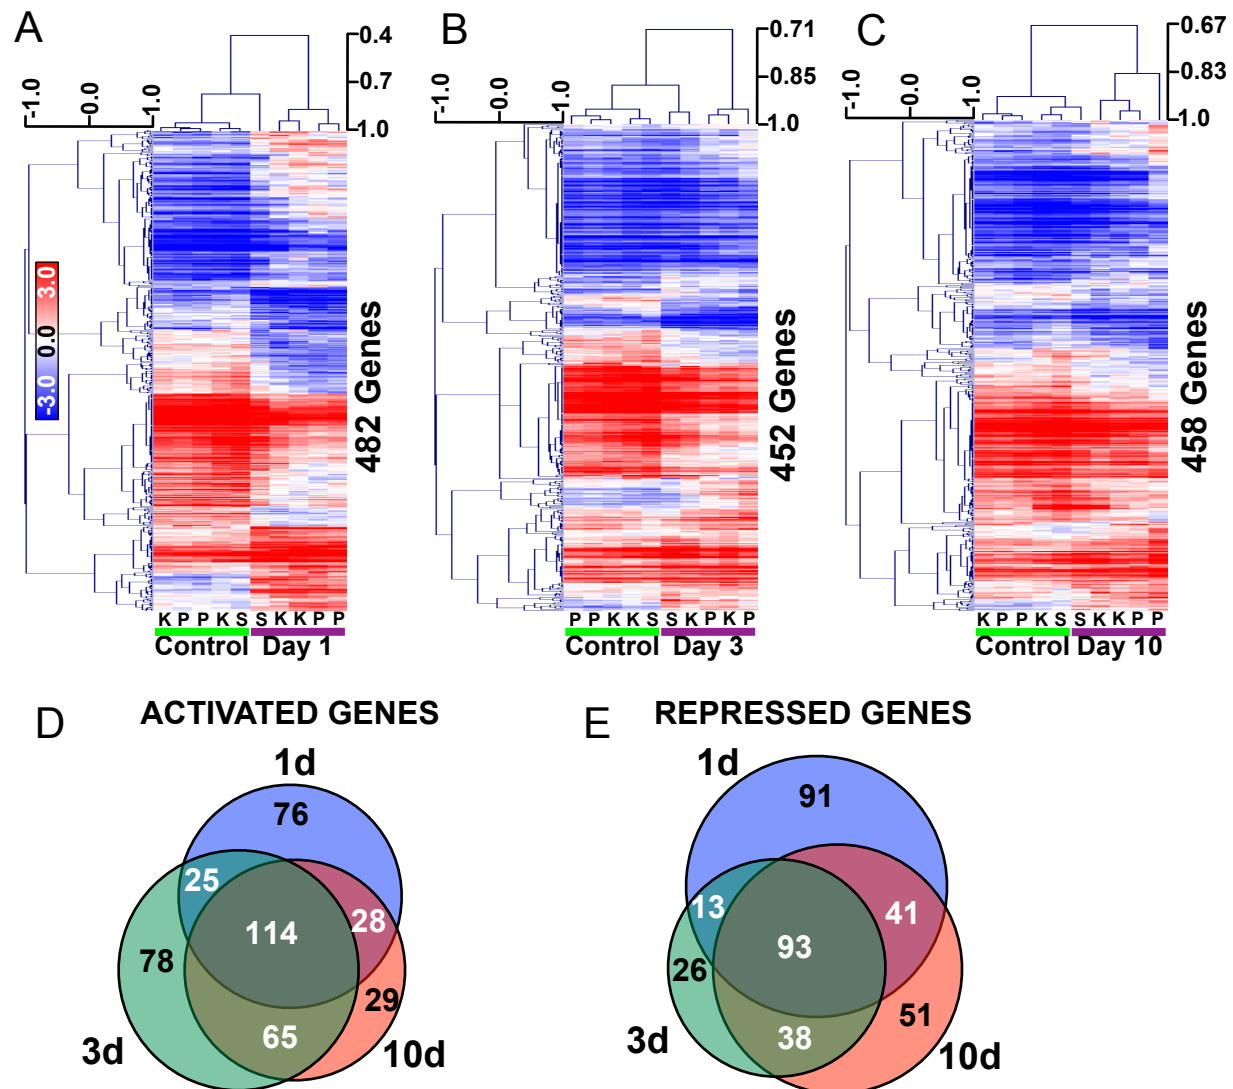 A
-1.0
0.0
1.0
0.4
0.7
1.0
3.0
0.0
-3.0
482 Genes
K P P K S S K K P P
Control Day 1
B
-1.0
0.0
1.0
0.71
0.85
1.0
452 Genes
P P K K S S K P K P
Control Day 3
C
-1.0
0.0
1.0
0.67
0.83
1.0
458 Genes
K P P K S S K K P P
Control Day 10
D
ACTIVATED GENES
1d
76
25
114
28
78
29
65
3d
10d
E
REPRESSED GENES
1d
91
13
41
93
26
51
38
3d
10d